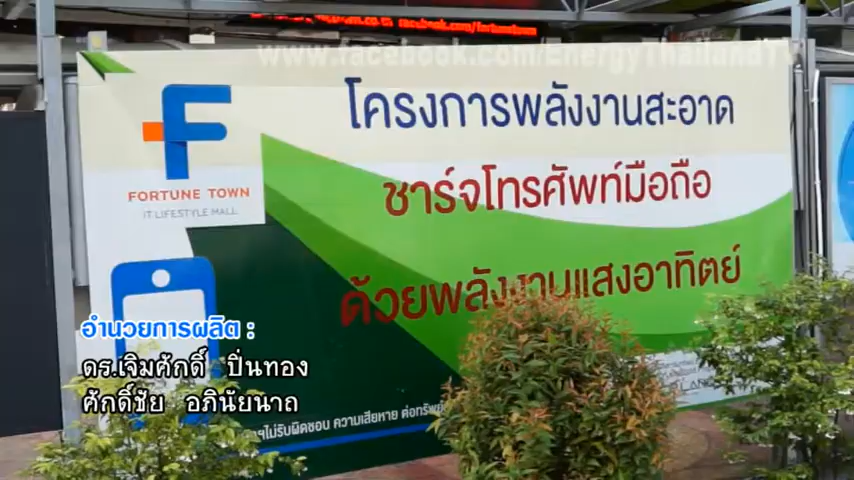 www.facebook.com/EnergyThailandTV
FORTUNE TOWN
IT LIFESTYLE MALL
โครงการพลังงานสะอาด
ชาร์จโทรศัพท์มือถือ
ด้วยพลังงานแสงอาทิตย์
อำนวยการผลิต :
ดร.เจิมศักดิ์ ปิ่นทอง
ศักดิ์ชัย อภินัยนาถ
ไม่รับผิดชอบ ความเสียหาย ต่อทรัพย์